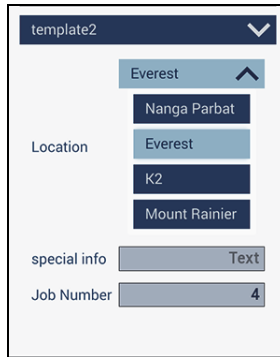 template2
Everest
Nanga Parbat
Location
Everest
K2
Mount Rainier
special info Text
Job Number 4